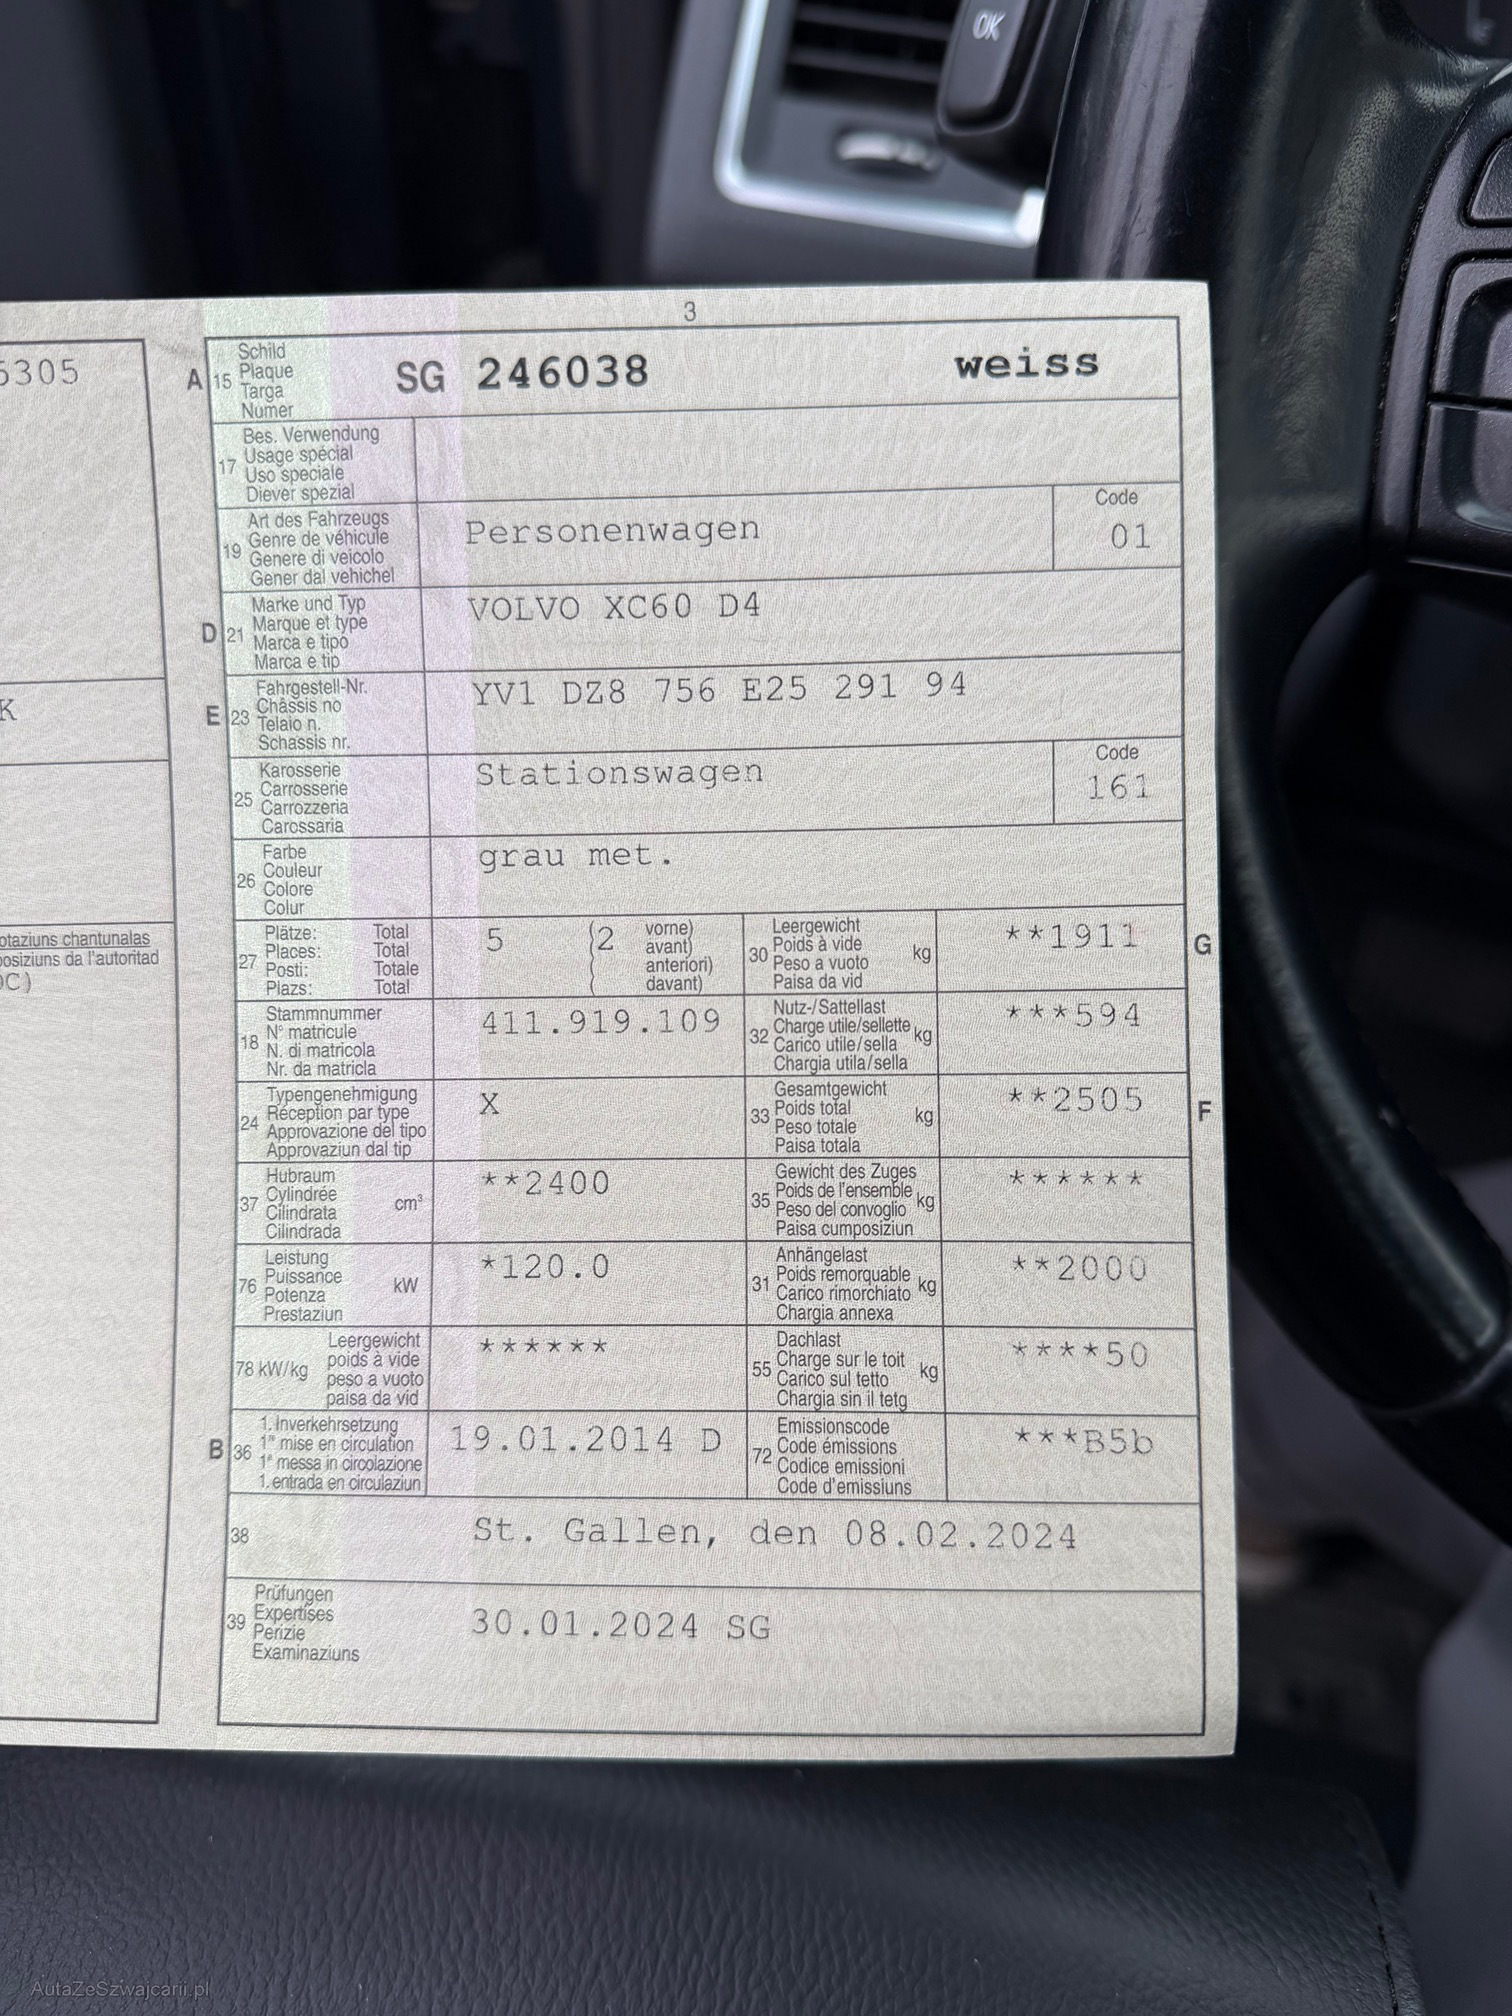 OK
3
5305
A 15 Schild
Plaque
Targa
Numer
SG 246038 weiss
17 Bes. Verwendung
Usage spécial
Uso speciale
Diever spezial
19 Art des Fahrzeugs
Genre de véhicule
Genere di veicolo
Gener dal vehichel
Personenwagen
Code
01
D 21 Marke und Typ
Marque et type
Marca e tipo
Marca e tip
VOLVO XC60 D4
K
E 23 Fahrgestell-Nr.
Châssis no
Telaio n.
Schassis nr.
YV1 DZ8 756 E25 291 94
25 Karosserie
Carrosserie
Carrozzeria
Carossaria
Stationswagen
Code
161
26 Farbe
Couleur
Colore
Colur
grau met.
otaziuns chantunalas
posiziuns da l'autoritad
OC)
27 Plätze: Total
Places: Total
Posti: Totale
Plazs: Total
5 (2 vorne)
( avant)
( anteriori)
( davant)
30 Leergewicht
Poids à vide kg
Peso a vuoto
Paisa da vid
**1911
G
18 Stammnummer
N° matricule
N. di matricola
Nr. da matricla
411.919.109
32 Nutz-/Sattellast
Charge utile/sellette kg
Carico utile/sella
Chargia utila/sella
***594
24 Typengenehmigung
Réception par type
Approvazione del tipo
Approvaziun dal tip
X
33 Gesamtgewicht
Poids total kg
Peso totale
Paisa totala
**2505
F
37 Hubraum
Cylindrée cm³
Cilindrata
Cilindrada
**2400
35 Gewicht des Zuges
Poids de l'ensemble kg
Peso del convoglio
Paisa cumposiziun
******
76 Leistung
Puissance kW
Potenza
Prestaziun
*120.0
31 Anhängelast
Poids remorquable kg
Carico rimorchiato
Chargia annexa
**2000
78 kW/kg Leergewicht
poids à vide
peso a vuoto
paisa da vid
******
55 Dachlast
Charge sur le toit kg
Carico sul tetto
Chargia sin il tetg
****50
B 36 1. Inverkehrsetzung
1re mise en circulation
1a messa in circolazione
1. entrada en circulaziun
19.01.2014 D
72 Emissionscode
Code émissions
Codice emissioni
Code d'emissiuns
***B5b
38 St. Gallen, den 08.02.2024
39 Prüfungen
Expertises
Perizie
Examinaziuns
30.01.2024 SG
AutaZeSzwajcarii.pl